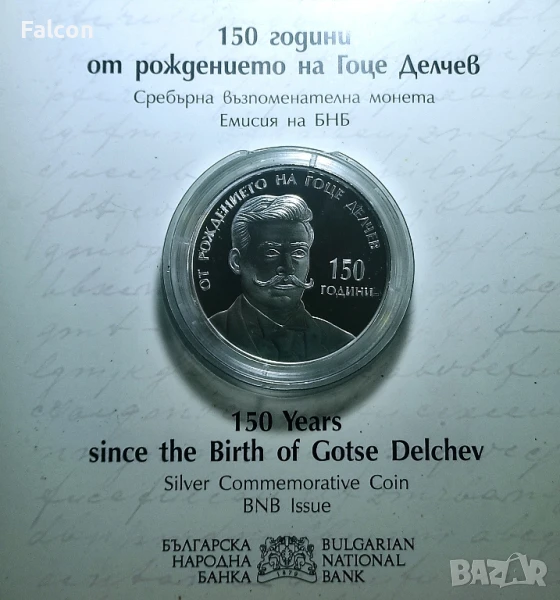 Falcon
150 години
от рождението на Гоце Делчев
Сребърна възпоменателна монета
Емисия на БНБ
ОТ РОЖДЕНИЕТО НА ГОЦЕ ДЕЛЧЕВ
150
ГОДИНИ
150 Years
since the Birth of Gotse Delchev
Silver Commemorative Coin
BNB Issue
БЪЛГАРСКА
НАРОДНА
БАНКА
1879
BULGARIAN
NATIONAL
BANK
BAZAR